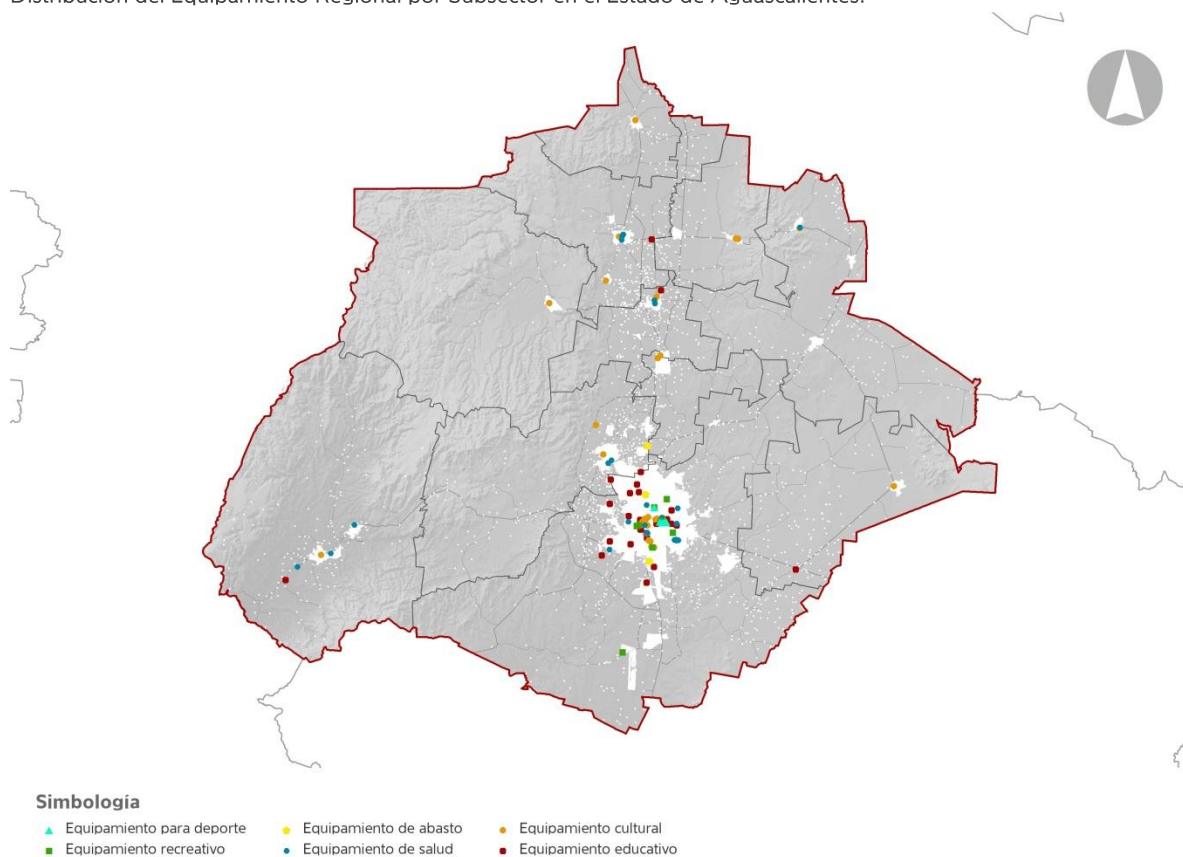 Distribución del Equipamiento Regional por Subsector en el Estado de Aguascalientes.
Simbología
Equipamiento para deporte
Equipamiento de abasto
Equipamiento cultural
Equipamiento recreativo
Equipamiento de salud
Equipamiento educativo